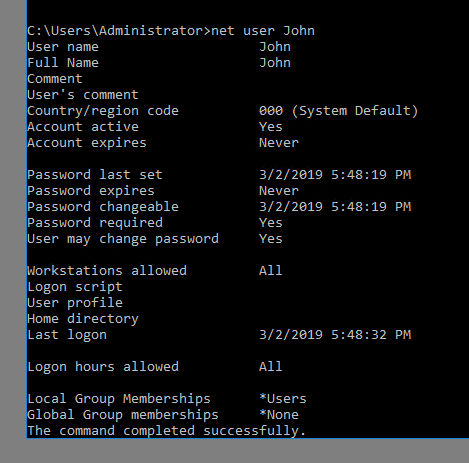 C:\Users\Administrator>net user John
User name John
Full Name John
Comment
User's comment
Country/region code 000 (System Default)
Account active Yes
Account expires Never
Password last set 3/2/2019 5:48:19 PM
Password expires Never
Password changeable 3/2/2019 5:48:19 PM
Password required Yes
User may change password Yes
Workstations allowed All
Logon script
User profile
Home directory
Last logon 3/2/2019 5:48:32 PM
Logon hours allowed All
Local Group Memberships *Users
Global Group memberships *None
The command completed successfully.